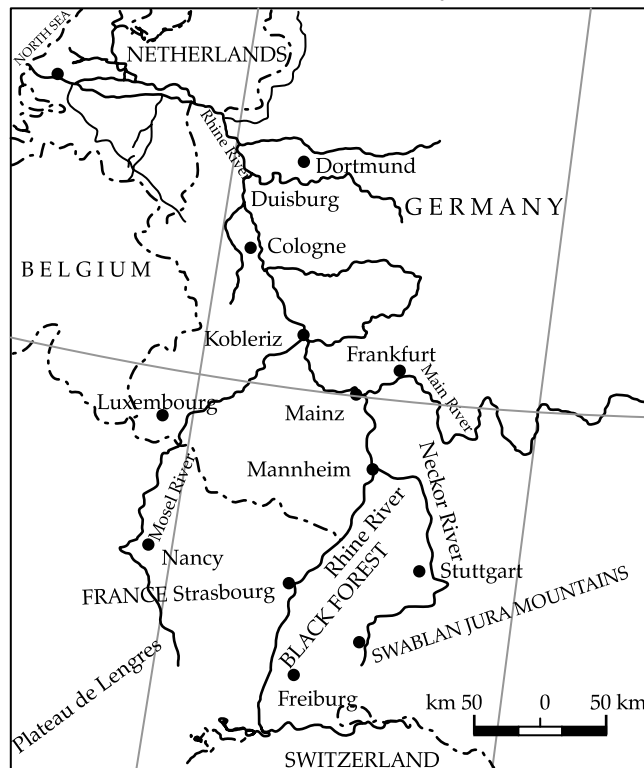 NORTH SEA
NETHERLANDS
Rhine River
Dortmund
Duisburg
GERMANY
Cologne
BELGIUM
Kobleriz
Frankfurt
Main River
Luxembourg
Mainz
Mannheim
Neckor River
Mosel River
Rhine River
Nancy
Stuttgart
FRANCE Strasbourg
BLACK FOREST
SWABLAN JURA MOUNTAINS
Plateau de Lengres
Freiburg
km 50 0 50 km
SWITZERLAND